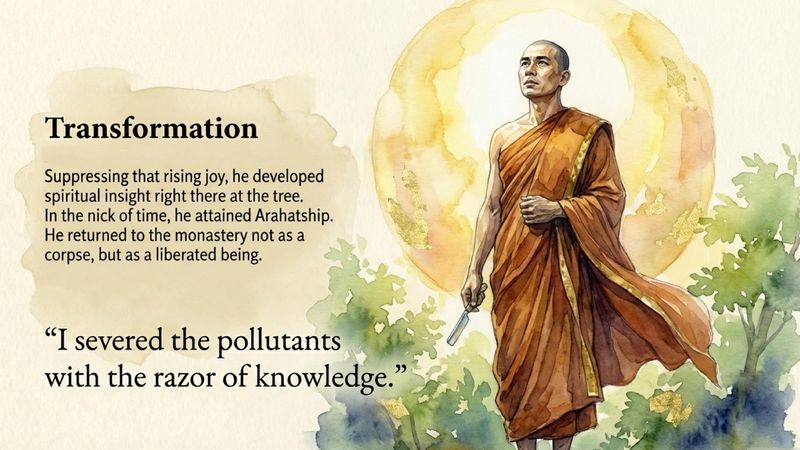 Transformation
Suppressing that rising joy, he developed
spiritual insight right there at the tree.
In the nick of time, he attained Arahatship.
He returned to the monastery not as a
corpse, but as a liberated being.
“I severed the pollutants
with the razor of knowledge.”